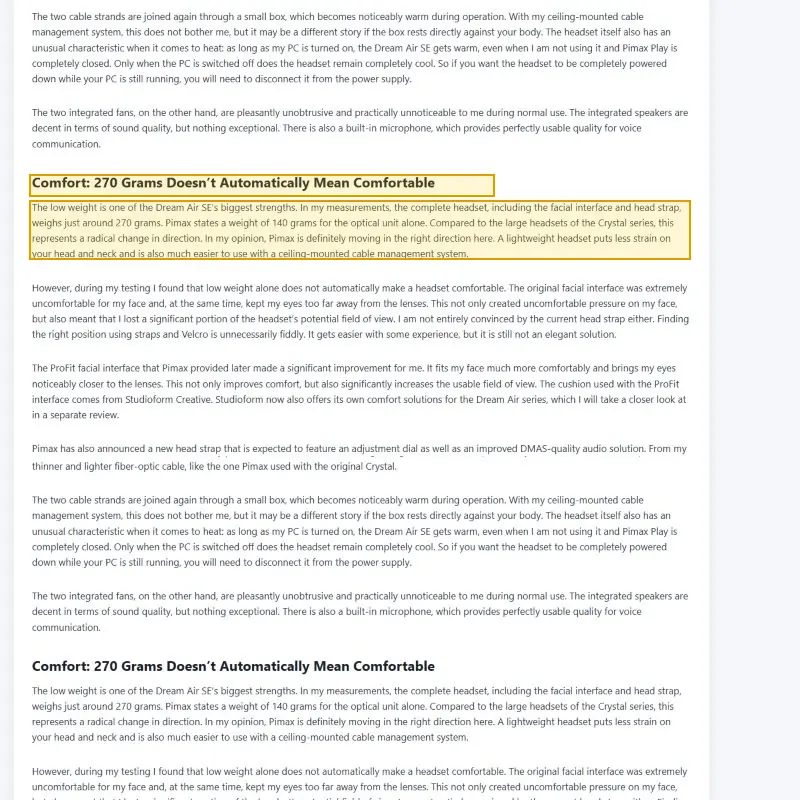 The two cable strands are joined again through a small box, which becomes noticeably warm during operation. With my ceiling-mounted cable
management system, this does not bother me, but it may be a different story if the box rests directly against your body. The headset itself also has an
unusual characteristic when it comes to heat: as long as my PC is turned on, the Dream Air SE gets warm, even when I am not using it and Pimax Play is
completely closed. Only when the PC is switched off does the headset remain completely cool. So if you want the headset to be completely powered
down while your PC is still running, you will need to disconnect it from the power supply.
The two integrated fans, on the other hand, are pleasantly unobtrusive and practically unnoticeable to me during normal use. The integrated speakers are
decent in terms of sound quality, but nothing exceptional. There is also a built-in microphone, which provides perfectly usable quality for voice
communication.
Comfort: 270 Grams Doesn’t Automatically Mean Comfortable
The low weight is one of the Dream Air SE’s biggest strengths. In my measurements, the complete headset, including the facial interface and head strap,
weighs just around 270 grams. Pimax states a weight of 140 grams for the optical unit alone. Compared to the large headsets of the Crystal series, this
represents a radical change in direction. In my opinion, Pimax is definitely moving in the right direction here. A lightweight headset puts less strain on
your head and neck and is also much easier to use with a ceiling-mounted cable management system.
However, during my testing I found that low weight alone does not automatically make a headset comfortable. The original facial interface was extremely
uncomfortable for my face and, at the same time, kept my eyes too far away from the lenses. This not only created uncomfortable pressure on my face,
but also meant that I lost a significant portion of the headset’s potential field of view. I am not entirely convinced by the current head strap either. Finding
the right position using straps and Velcro is unnecessarily fiddly. It gets easier with some experience, but it is still not an elegant solution.
The ProFit facial interface that Pimax provided later made a significant improvement for me. It fits my face much more comfortably and brings my eyes
noticeably closer to the lenses. This not only improves comfort, but also significantly increases the usable field of view. The cushion used with the ProFit
interface comes from Studioform Creative. Studioform now also offers its own comfort solutions for the Dream Air series, which I will take a closer look at
in a separate review.
Pimax has also announced a new head strap that is expected to feature an adjustment dial as well as an improved DMAS-quality audio solution. From my
thinner and lighter fiber-optic cable, like the one Pimax used with the original Crystal.
The two cable strands are joined again through a small box, which becomes noticeably warm during operation. With my ceiling-mounted cable
management system, this does not bother me, but it may be a different story if the box rests directly against your body. The headset itself also has an
unusual characteristic when it comes to heat: as long as my PC is turned on, the Dream Air SE gets warm, even when I am not using it and Pimax Play is
completely closed. Only when the PC is switched off does the headset remain completely cool. So if you want the headset to be completely powered
down while your PC is still running, you will need to disconnect it from the power supply.
The two integrated fans, on the other hand, are pleasantly unobtrusive and practically unnoticeable to me during normal use. The integrated speakers are
decent in terms of sound quality, but nothing exceptional. There is also a built-in microphone, which provides perfectly usable quality for voice
communication.
Comfort: 270 Grams Doesn’t Automatically Mean Comfortable
The low weight is one of the Dream Air SE’s biggest strengths. In my measurements, the complete headset, including the facial interface and head strap,
weighs just around 270 grams. Pimax states a weight of 140 grams for the optical unit alone. Compared to the large headsets of the Crystal series, this
represents a radical change in direction. In my opinion, Pimax is definitely moving in the right direction here. A lightweight headset puts less strain on
your head and neck and is also much easier to use with a ceiling-mounted cable management system.
However, during my testing I found that low weight alone does not automatically make a headset comfortable. The original facial interface was extremely
uncomfortable for my face and, at the same time, kept my eyes too far away from the lenses. This not only created uncomfortable pressure on my face,